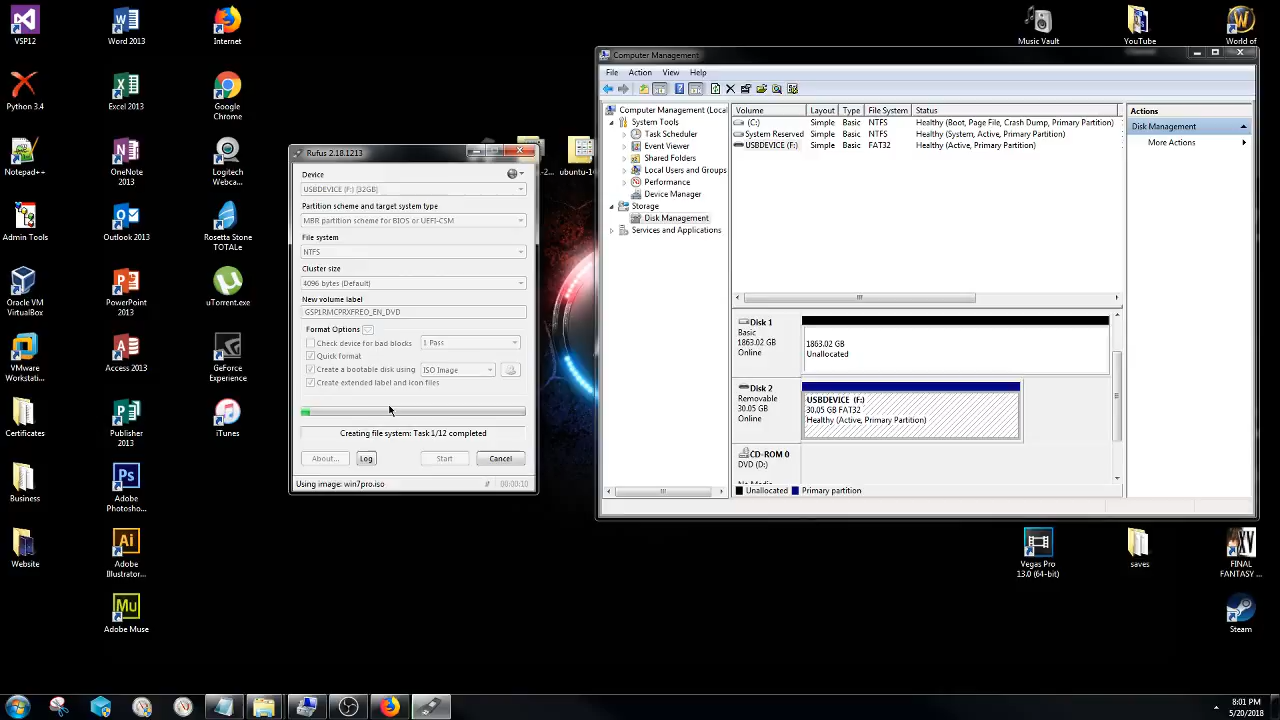 VSP12
Word 2013
Internet
Python 3.4
Excel 2013
Google
Chrome
Notepad++
OneNote
2013
Logitech
Webca...
Admin Tools
Outlook 2013
Rosetta Stone
TOTALe
Oracle VM
VirtualBox
PowerPoint
2013
uTorrent.exe
VMware
Workstati...
Access 2013
GeForce
Experience
Certificates
Publisher
2013
iTunes
Business
Adobe
Photosho...
Website
Adobe
Illustrator...
Adobe Muse
Music Vault
YouTube
World of
ubuntu-1
Vegas Pro
13.0 (64-bit)
saves
FINAL
FANTASY ...
Steam
Rufus 2.18.1213
Device
USBDEVICE (F:) [32GB]
Partition scheme and target system type
MBR partition scheme for BIOS or UEFI-CSM
File system
NTFS
Cluster size
4096 bytes (Default)
New volume label
GSP1RMCPRXFREO_EN_DVD
Format Options
Check device for bad blocks
1 Pass
Quick format
Create a bootable disk using
ISO Image
Create extended label and icon files
Creating file system: Task 1/12 completed
About...
Log
Start
Cancel
Using image: win7pro.iso
#
00:00:10
Computer Management
File Action View Help
Computer Management (Local
System Tools
Task Scheduler
Event Viewer
Shared Folders
Local Users and Groups
Performance
Device Manager
Storage
Disk Management
Services and Applications
Volume Layout Type File System Status
(C:) Simple Basic NTFS Healthy (Boot, Page File, Crash Dump, Primary Partition)
System Reserved Simple Basic NTFS Healthy (System, Active, Primary Partition)
USBDEVICE (F:) Simple Basic FAT32 Healthy (Active, Primary Partition)
Disk 1
Basic
1863.02 GB
Online
1863.02 GB
Unallocated
Disk 2
Removable
30.05 GB
Online
USBDEVICE (F:)
30.05 GB FAT32
Healthy (Active, Primary Partition)
CD-ROM 0
DVD (D:)
Unallocated
Primary partition
Actions
Disk Management
More Actions
8:01 PM
5/20/2018